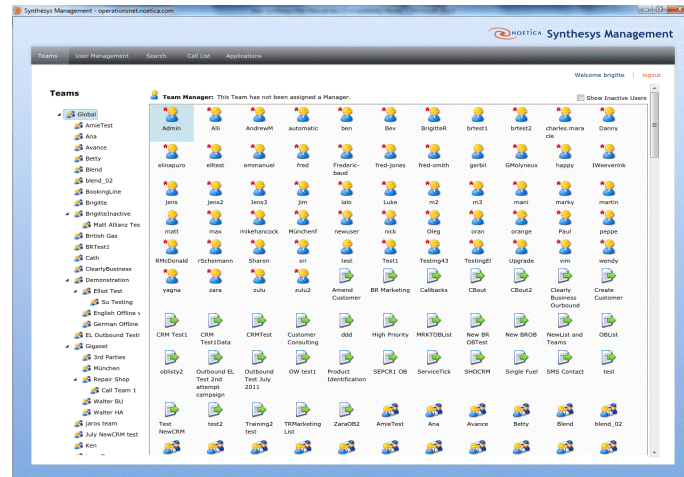 Synthesys Management - operationsnet.noetica.com
NOETICA Synthesys Management
Teams User Management Search Call List Applications
Welcome brigitte | logout
Teams
Team Manager: This Team has not been assigned a Manager.
Show Inactive Users
Global
AmieTest
Ana
Avance
Betty
Blend
blend_02
BookingLine
Brigitte
BrigitteInactive
Matt Allianz Tes
British Gas
BRTest1
Cath
ClearlyBusiness
Demonstration
Elliot Text
Su Testing
English Offline v
German Offline
EL Outbound Testi
Gigaset
3rd Parties
München
Repair Shop
Call Team 1
Walter BU
Walter HA
jaros team
July NewCRM test
Ken
Admin Alli AndrewM automatic ben Bev BrigitteR brtest1 brtest2 charles.mara Danny
cle
elinapuro elltest emmanuel fred Frederic- fred-jones fred-smith gerbil GMolyneux happy IWeeverink
baud
jens jens2 Jens3 jim lalo Luke m2 m3 mani marky martin
matt max mikehancock Münchenf newuser nick Oleg oran orange Paul peppe
RMcDonald rScheimann Sharon sri test Test1 Testing43 TestingEl Upgrade vim wendy
yagna zara zulu zulu2 Amend BR Marketing Callbacks CBout CBout2 Clearly Create
Customer Business Customer
Ourbound
CRM Test1 CRM CRMTest Customer ddd High Priority MRKTOBList New BR New BROB NewList and OBList
Test1Data Consulting OBTest Teams
oblisty2 Outbound EL Outbound OW test1 Product SEPCR1 OB ServiceTick SHOCRM Single Fuel SMS Contact test
Test 2nd Test July Identification
attempt 2011
campaign
Test test2 Training2 TRMarketing ZaraOB2 AmieTest Ana Avance Betty Blend blend_02
NewCRM test List